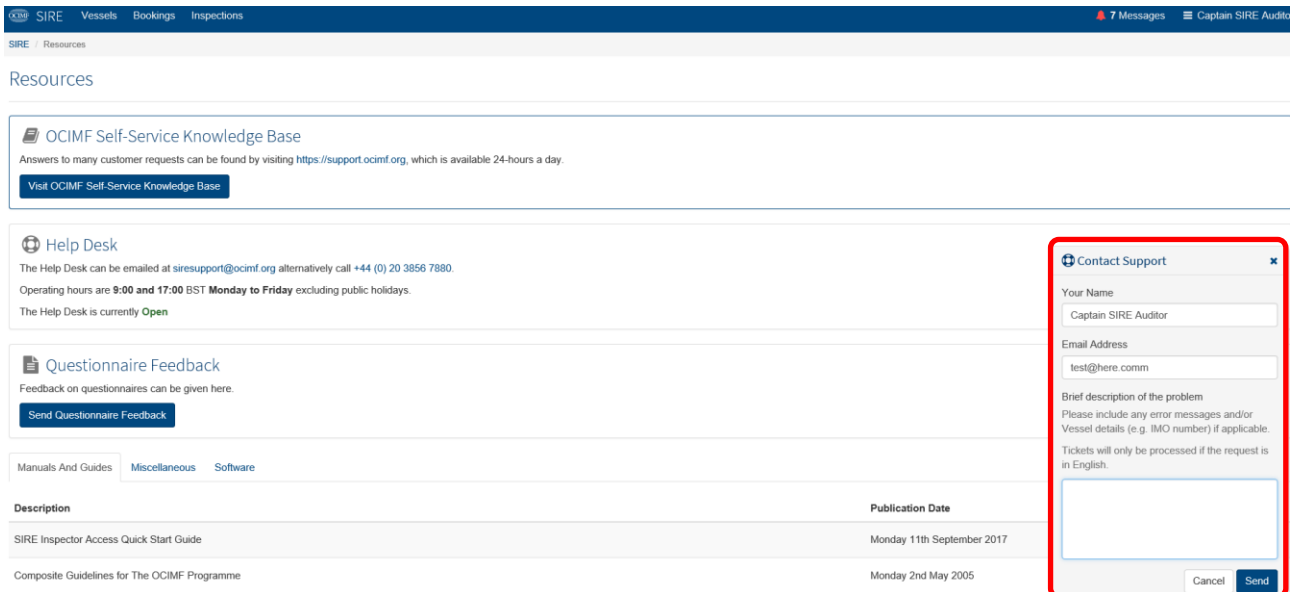 OCIMF SIRE Vessels Bookings Inspections
7 Messages Captain SIRE Audito
SIRE / Resources
Resources
OCIMF Self-Service Knowledge Base
Answers to many customer requests can be found by visiting https://support.ocimf.org, which is available 24-hours a day.
Visit OCIMF Self-Service Knowledge Base
Help Desk
The Help Desk can be emailed at siresupport@ocimf.org alternatively call +44 (0) 20 3856 7880.
Operating hours are 9:00 and 17:00 BST Monday to Friday excluding public holidays.
The Help Desk is currently Open
Questionnaire Feedback
Feedback on questionnaires can be given here.
Send Questionnaire Feedback
Manuals And Guides Miscellaneous Software
Description Publication Date
SIRE Inspector Access Quick Start Guide Monday 11th September 2017
Composite Guidelines for The OCIMF Programme Monday 2nd May 2005
Contact Support
Your Name
Captain SIRE Auditor
Email Address
test@here.comm
Brief description of the problem
Please include any error messages and/or
Vessel details (e.g. IMO number) if applicable.
Tickets will only be processed if the request is
in English.
Cancel Send